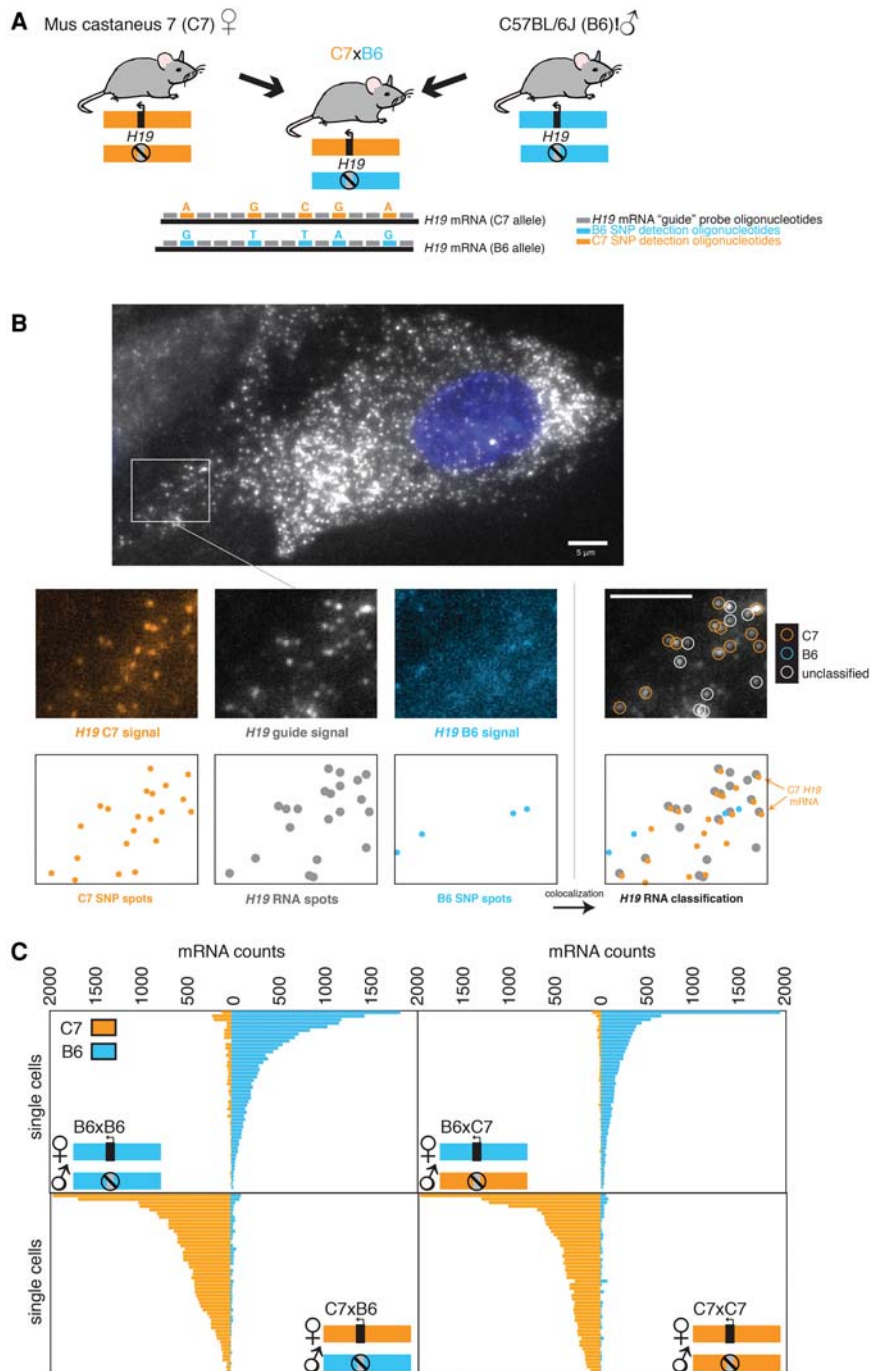 A
Mus castaneus 7 (C7) ♀
C57BL/6J (B6)!♂
C7xB6
H19
H19
H19
A G C G A
H19 mRNA (C7 allele)
G T T A G
H19 mRNA (B6 allele)
H19 mRNA "guide" probe oligonucleotides
B6 SNP detection oligonucleotides
C7 SNP detection oligonucleotides
B
5 µm
C7
B6
unclassified
H19 C7 signal
H19 guide signal
H19 B6 signal
C7 H19
mRNA
C7 SNP spots
H19 RNA spots
B6 SNP spots
colocalization
H19 RNA classification
C
mRNA counts
mRNA counts
2000 1500 1000 500 0 500 1000 1500 2000 1500 1000 500 0 500 1000 1500 2000
C7
B6
single cells
B6xB6
♀
♂
B6xC7
♀
♂
single cells
C7xB6
♀
♂
C7xC7
♀
♂